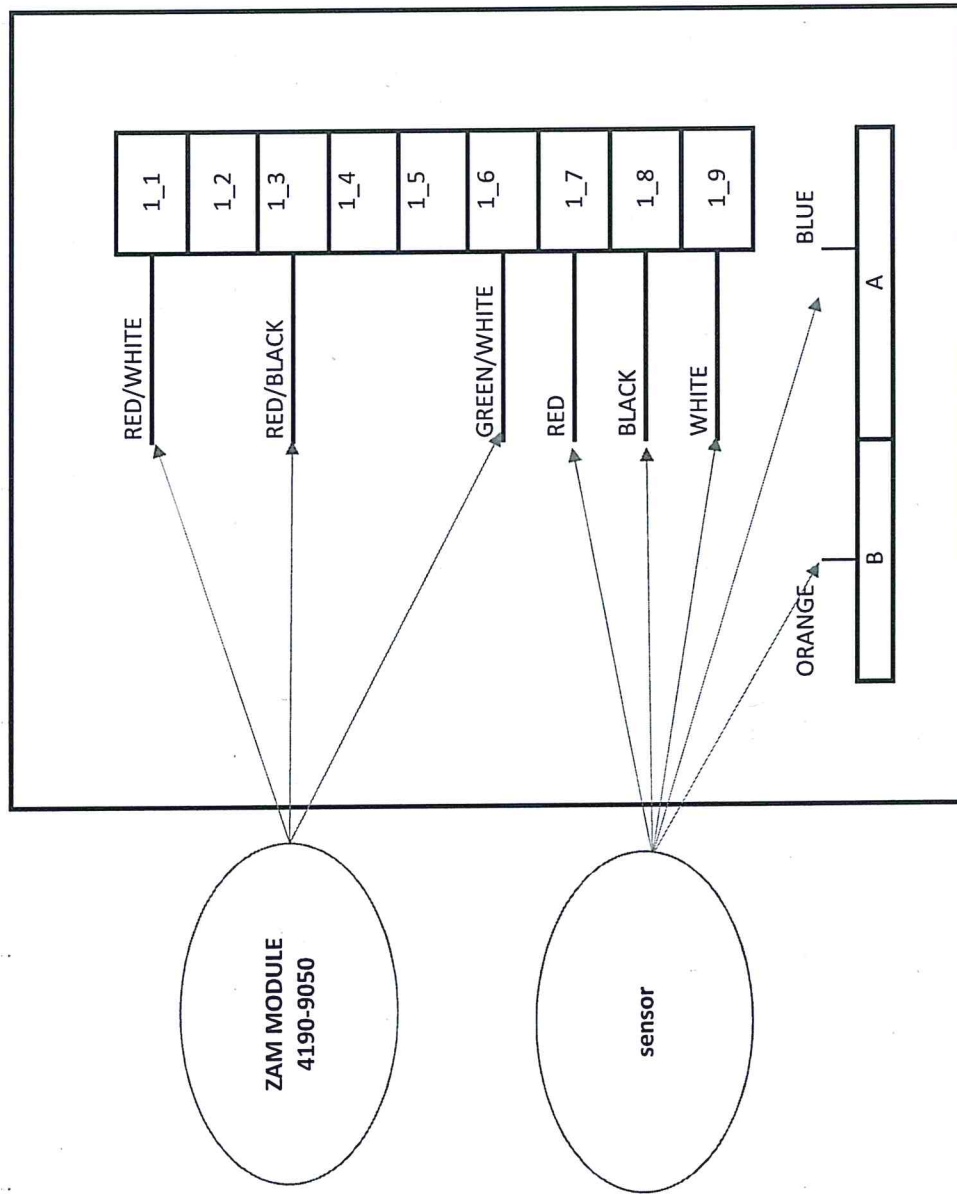 ZAM MODULE
4190-9050
sensor
RED/WHITE
RED/BLACK
GREEN/WHITE
RED
BLACK
WHITE
1_1
1_2
1_3
1_4
1_5
1_6
1_7
1_8
1_9
ORANGE
BLUE
B
A